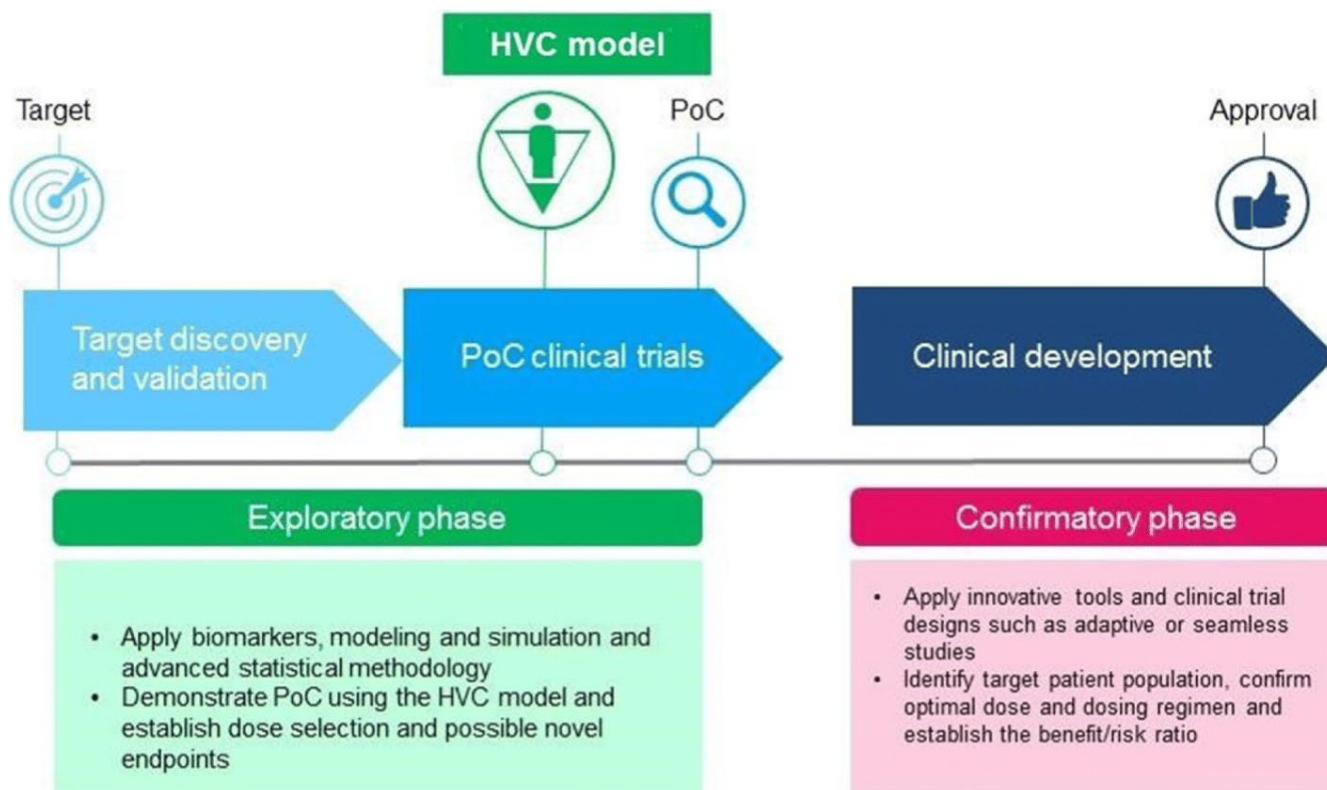 HVC model
Target
PoC
Approval
Target discovery
and validation
PoC clinical trials
Clinical development
Exploratory phase
Confirmatory phase
• Apply biomarkers, modeling and simulation and
advanced statistical methodology
• Demonstrate PoC using the HVC model and
establish dose selection and possible novel
endpoints
• Apply innovative tools and clinical trial
designs such as adaptive or seamless
studies
• Identify target patient population, confirm
optimal dose and dosing regimen and
establish the benefit/risk ratio